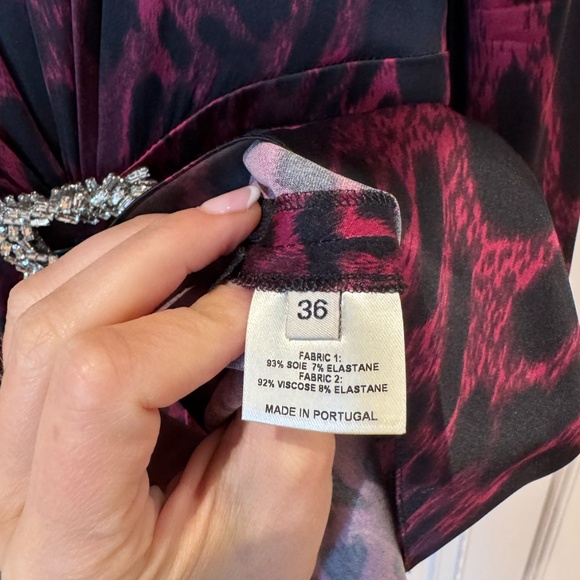 36
FABRIC 1:
93% SOIE 7% ELASTANE
FABRIC 2:
92% VISCOSE 8% ELASTANE
MADE IN PORTUGAL